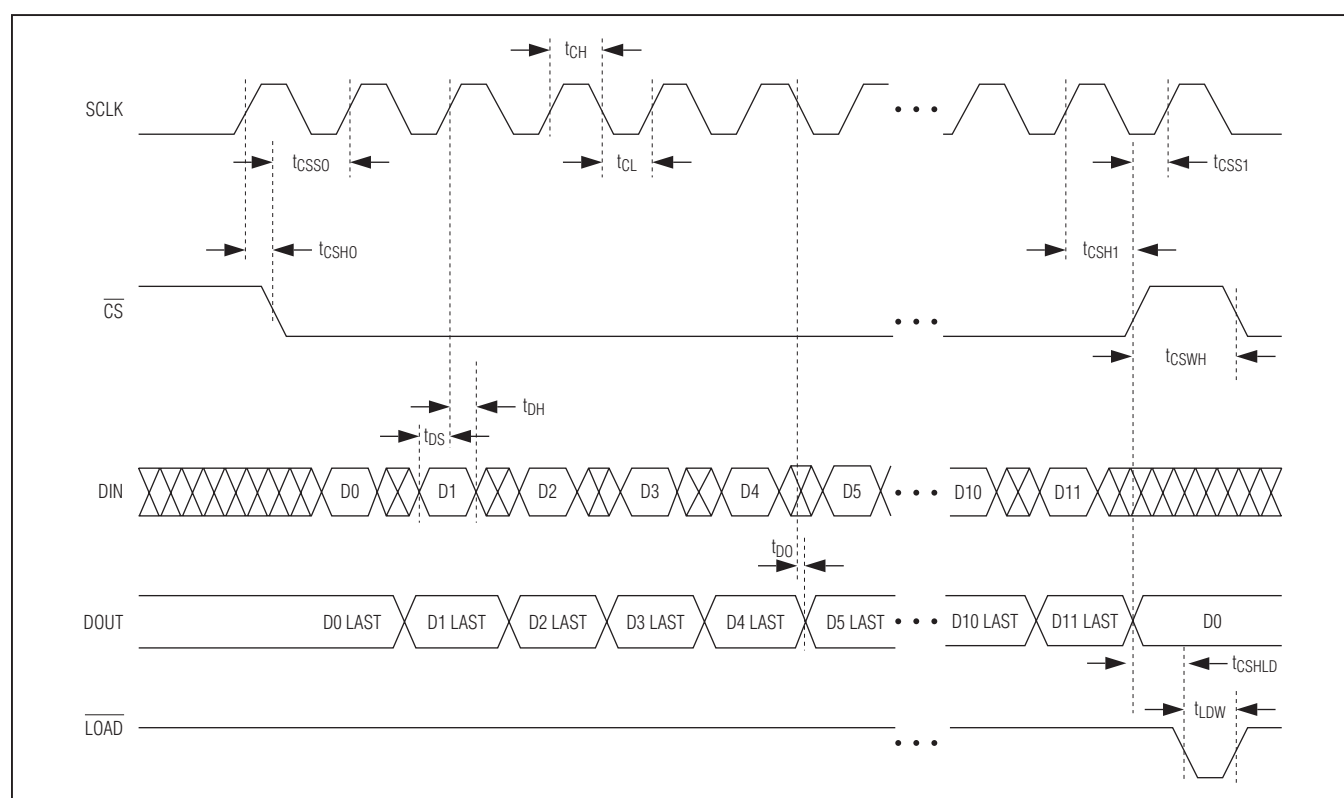 tCH
SCLK
tCSS0
tCL
tCSS1
tCSH0
tCSH1
CS
tCSWH
tDH
tDS
DIN
D0
D1
D2
D3
D4
D5
D10
D11
tDO
DOUT
D0 LAST
D1 LAST
D2 LAST
D3 LAST
D4 LAST
D5 LAST
D10 LAST
D11 LAST
D0
tCSHLD
tLDW
LOAD